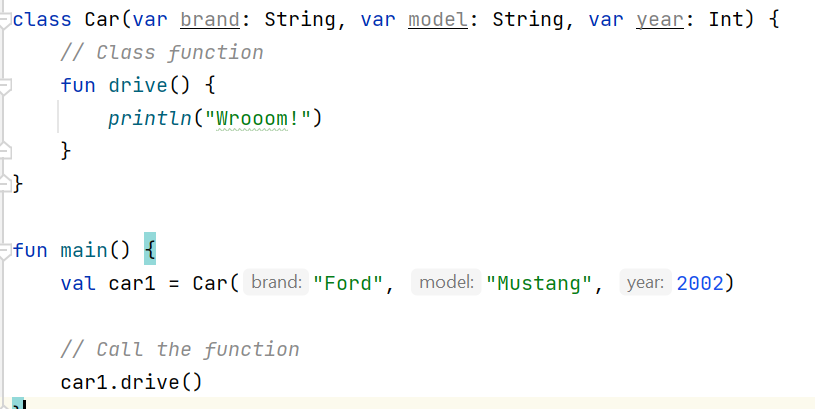 class Car(var brand: String, var model: String, var year: Int) {
    // Class function
    fun drive() {
        println("Wrooom!")
    }
}
fun main() {
    val car1 = Car( brand: "Ford", model: "Mustang", year: 2002)
    // Call the function
    car1.drive()
}